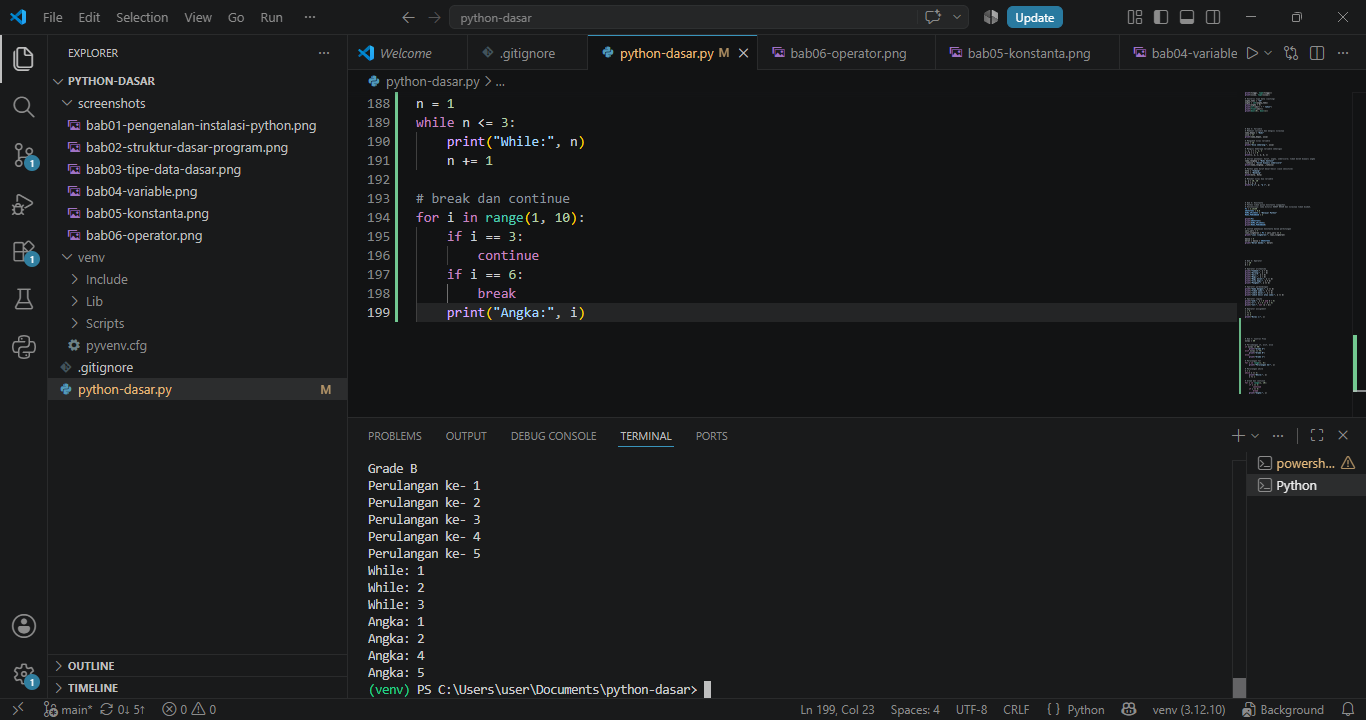 File Edit Selection View Go Run ··· python-dasar Update
EXPLORER ···
PYTHON-DASAR
screenshots
bab01-pengenalan-instalasi-python.png
bab02-struktur-dasar-program.png
bab03-tipe-data-dasar.png
bab04-variable.png
bab05-konstanta.png
bab06-operator.png
venv
Include
Lib
Scripts
pyvenv.cfg
.gitignore
python-dasar.py M
OUTLINE
TIMELINE
1
1
1
Welcome .gitignore python-dasar.py M bab06-operator.png bab05-konstanta.png bab04-variable
python-dasar.py > ...
188 n = 1
189 while n <= 3:
190     print("While:", n)
191     n += 1
192
193 # break dan continue
194 for i in range(1, 10):
195     if i == 3:
196         continue
197     if i == 6:
198         break
199     print("Angka:", i)
PROBLEMS OUTPUT DEBUG CONSOLE TERMINAL PORTS
Grade B
Perulangan ke- 1
Perulangan ke- 2
Perulangan ke- 3
Perulangan ke- 4
Perulangan ke- 5
While: 1
While: 2
While: 3
Angka: 1
Angka: 2
Angka: 4
Angka: 5
(venv) PS C:\Users\user\Documents\python-dasar>
powersh...
Python
main* 0↓ 5↑ 0 0 Ln 199, Col 23 Spaces: 4 UTF-8 CRLF { } Python venv (3.12.10) Background